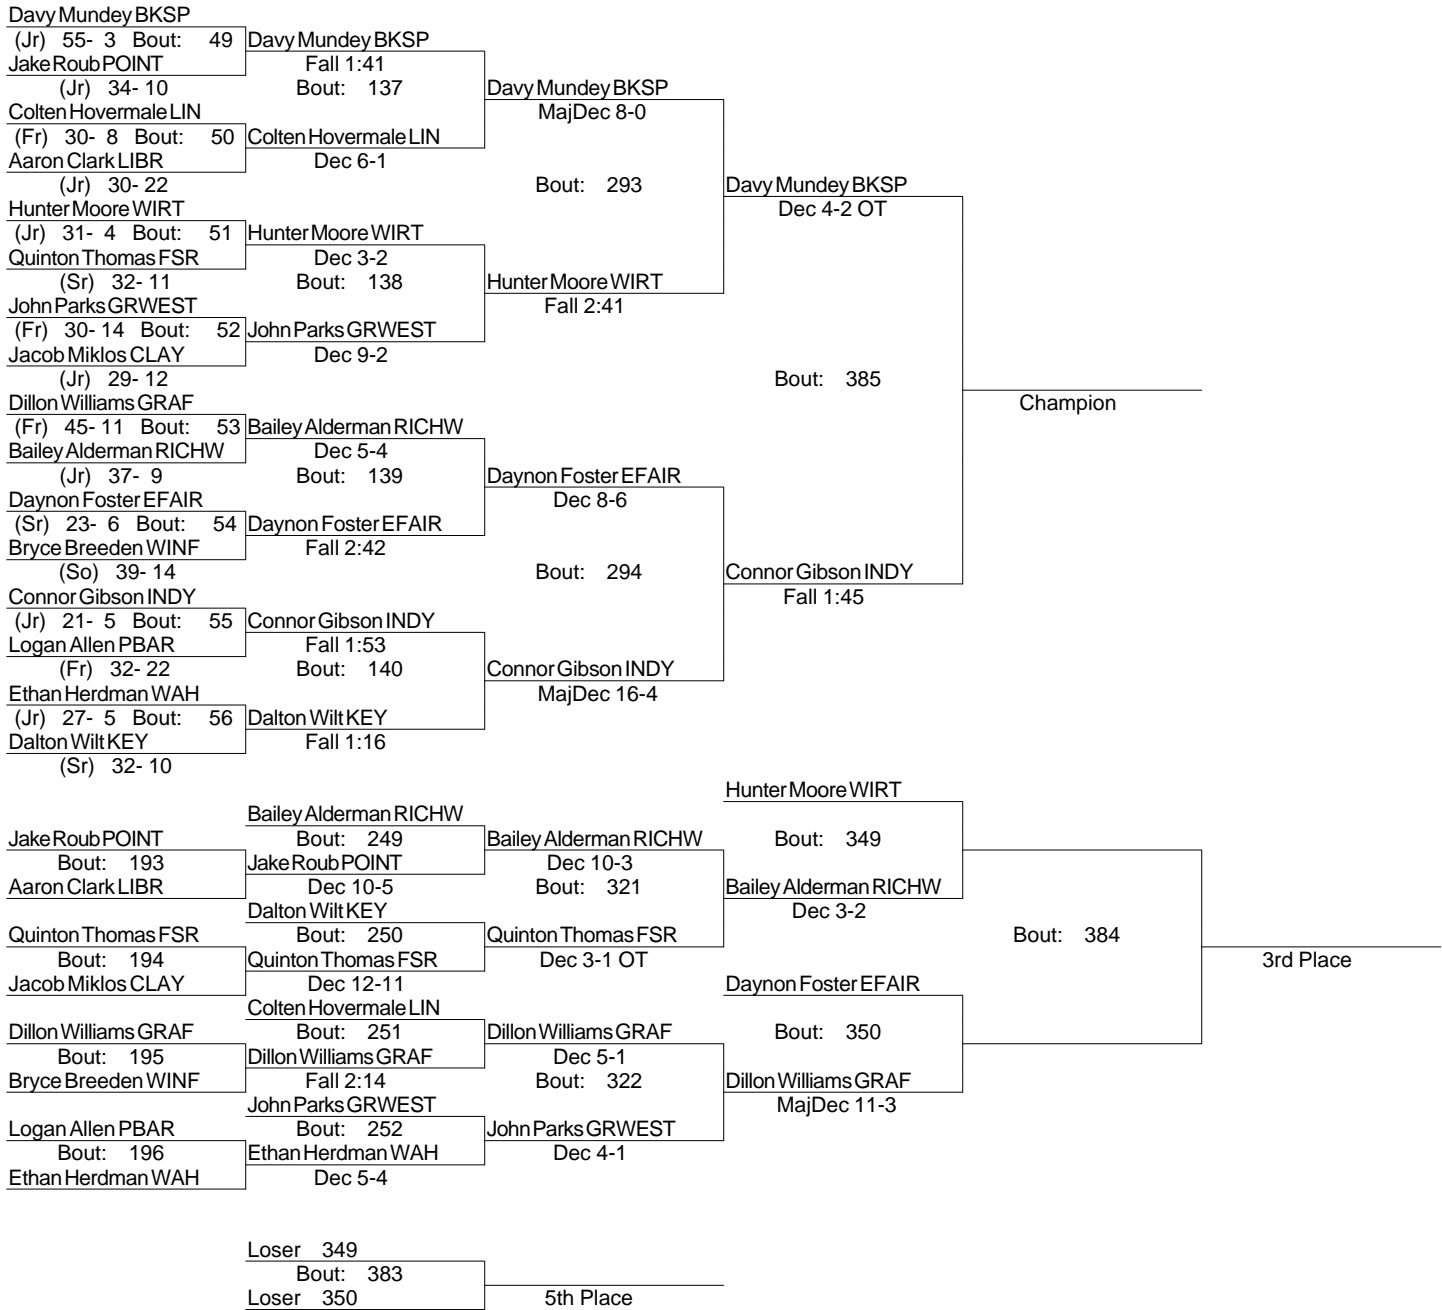 Davy Mundey BKSP
(Jr) 55- 3 Bout: 49 Davy Mundey BKSP
Jake Roub POINT Fall 1:41
(Jr) 34- 10 Bout: 137 Davy Mundey BKSP
Colten Hovermale LIN MajDec 8-0
(Fr) 30- 8 Bout: 50 Colten Hovermale LIN
Aaron Clark LIBR Dec 6-1
(Jr) 30- 22 Bout: 293 Davy Mundey BKSP
Hunter Moore WIRT Dec 4-2 OT
(Jr) 31- 4 Bout: 51 Hunter Moore WIRT
Quinton Thomas FSR Dec 3-2
(Sr) 32- 11 Bout: 138 Hunter Moore WIRT
John Parks GRWEST Fall 2:41
(Fr) 30- 14 Bout: 52 John Parks GRWEST
Jacob Miklos CLAY Dec 9-2
(Jr) 29- 12 Bout: 385
Dillon Williams GRAF Champion
(Fr) 45- 11 Bout: 53 Bailey Alderman RICHW
Bailey Alderman RICHW Dec 5-4
(Jr) 37- 9 Bout: 139 Daynon Foster EFAIR
Daynon Foster EFAIR Dec 8-6
(Sr) 23- 6 Bout: 54 Daynon Foster EFAIR
Bryce Breeden WINF Fall 2:42
(So) 39- 14 Bout: 294 Connor Gibson INDY
Connor Gibson INDY Fall 1:45
(Jr) 21- 5 Bout: 55 Connor Gibson INDY
Logan Allen PBAR Fall 1:53
(Fr) 32- 22 Bout: 140 Connor Gibson INDY
Ethan Herdman WAH MajDec 16-4
(Jr) 27- 5 Bout: 56 Dalton Wilt KEY
Dalton Wilt KEY Fall 1:16
(Sr) 32- 10
Hunter Moore WIRT
Bailey Alderman RICHW
Jake Roub POINT Bout: 249 Bailey Alderman RICHW Bout: 349
Bout: 193 Jake Roub POINT Dec 10-3
Aaron Clark LIBR Dec 10-5 Bout: 321 Bailey Alderman RICHW
Dalton Wilt KEY Dec 3-2
Quinton Thomas FSR Bout: 250 Quinton Thomas FSR Bout: 384
Bout: 194 Quinton Thomas FSR Dec 3-1 OT 3rd Place
Jacob Miklos CLAY Dec 12-11 Daynon Foster EFAIR
Colten Hovermale LIN
Dillon Williams GRAF Bout: 251 Dillon Williams GRAF Bout: 350
Bout: 195 Dillon Williams GRAF Dec 5-1
Bryce Breeden WINF Fall 2:14 Bout: 322 Dillon Williams GRAF
John Parks GRWEST MajDec 11-3
Logan Allen PBAR Bout: 252 John Parks GRWEST
Bout: 196 Ethan Herdman WAH Dec 4-1
Ethan Herdman WAH Dec 5-4
Loser 349
Bout: 383
Loser 350 5th Place